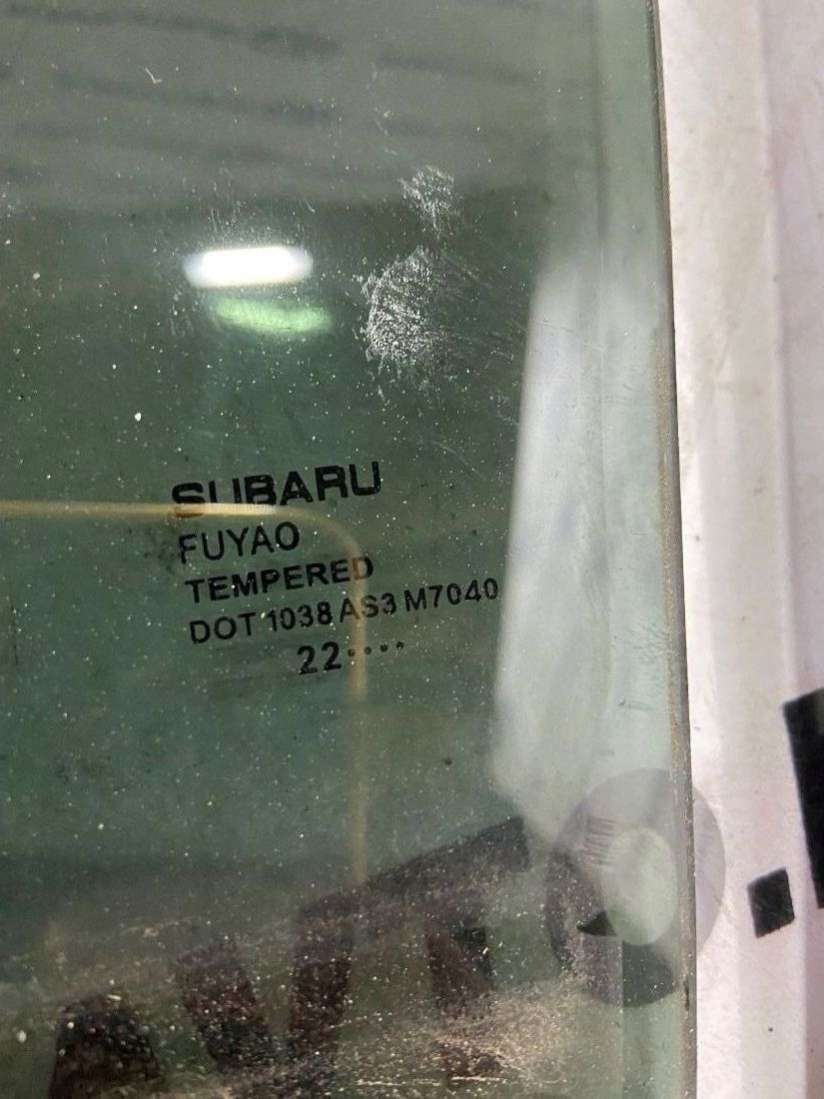 SUBARU
FUYAO
TEMPERED
DOT 1038 AS3 M7040
22••••